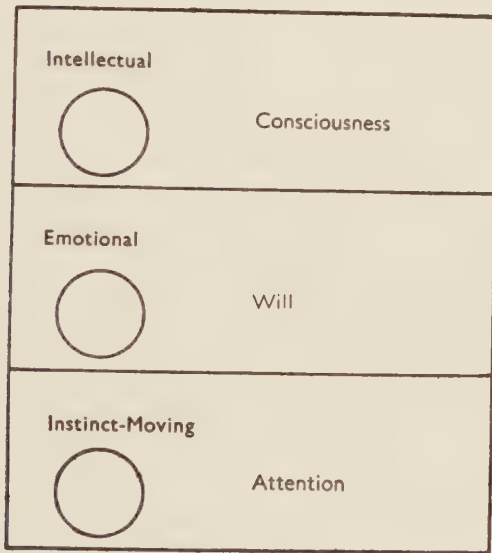 Intellectual
Consciousness
Emotional
Will
Instinct-Moving
Attention